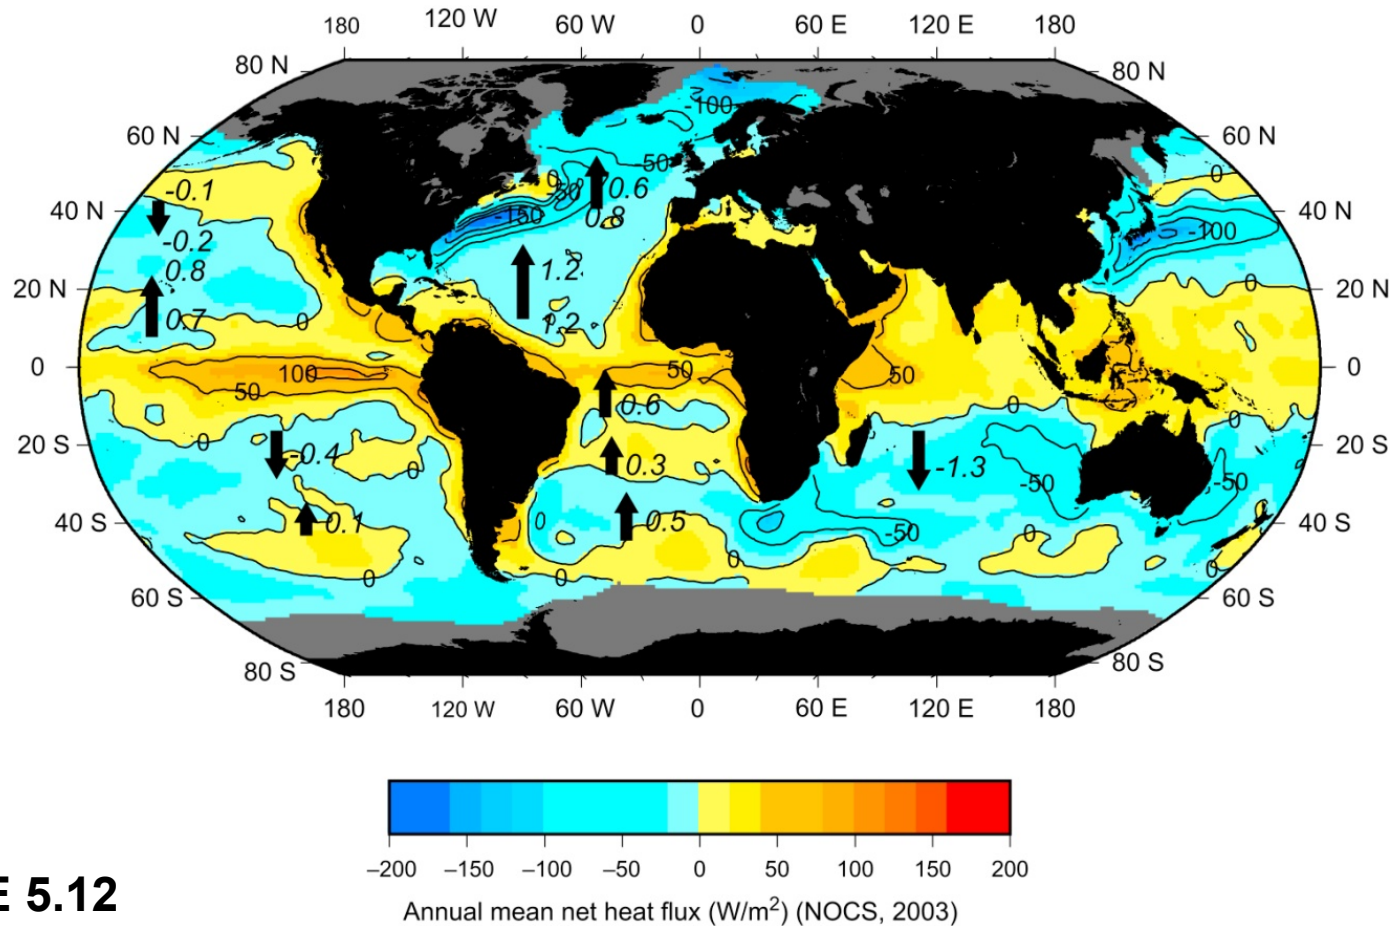 180 120 W 60 W 0 60 E 120 E 180
80 N 80 N
-100
60 N 60 N
-50
0 0
-0.1 50 0.6
-150 0.8
40 N 40 N
-100
-0.2
0.8 1.2
0
20 N 20 N
0.7 0 1.2
0 0
100 50 50
50
0.6 0
0
20 S 0 20 S
-0.4 0.3 -1.3
0
-50 -50
0.1 0 0.5 40 S
40 S -50 0
0
0 0 0
60 S 60 S
80 S 80 S
180 120 W 60 W 0 60 E 120 E 180
–200 –150 –100 –50 0 50 100 150 200
E 5.12
Annual mean net heat flux (W/m2) (NOCS, 2003)